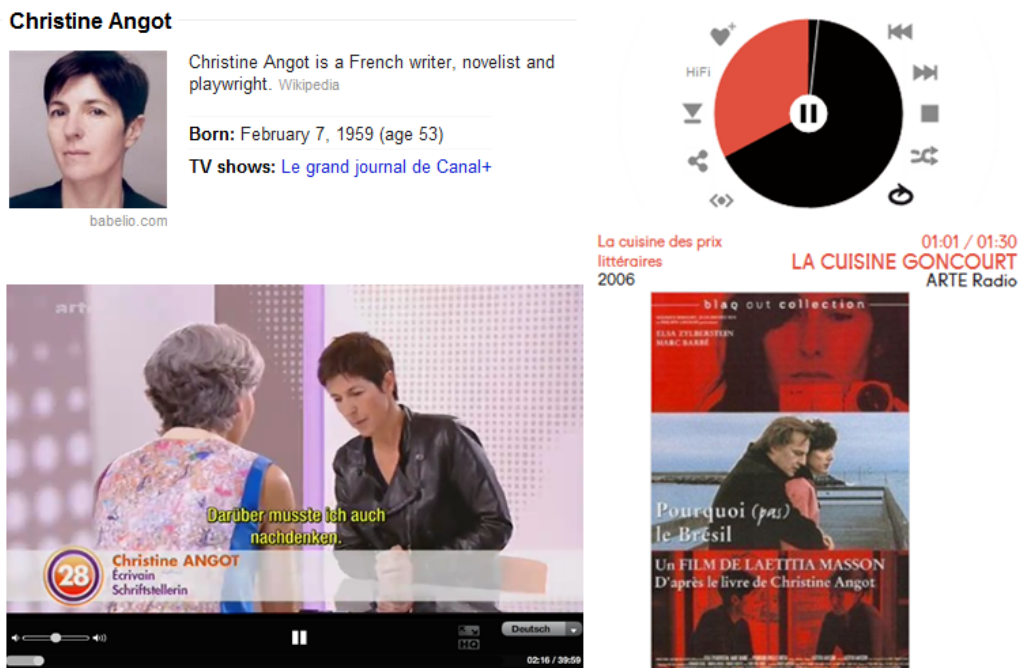 Christine Angot
Christine Angot is a French writer, novelist and
playwright. Wikipedia
Born: February 7, 1959 (age 53)
TV shows: Le grand journal de Canal+
babelio.com
HiFi
La cuisine des prix
littéraires
2006
01:01 / 01:30
LA CUISINE GONCOURT
ARTE Radio
arte
Darüber musste ich auch
nachdenken.
28
Christine ANGOT
Écrivain
Schriftstellerin
Deutsch
HQ
02:16 / 39:59
blaq out collection
ELSA ZYLBERSTEIN
MARC BARBÉ
Pourquoi (pas)
le Brésil
Un FILM DE LAETITIA MASSON
D'après le livre de Christine Angot